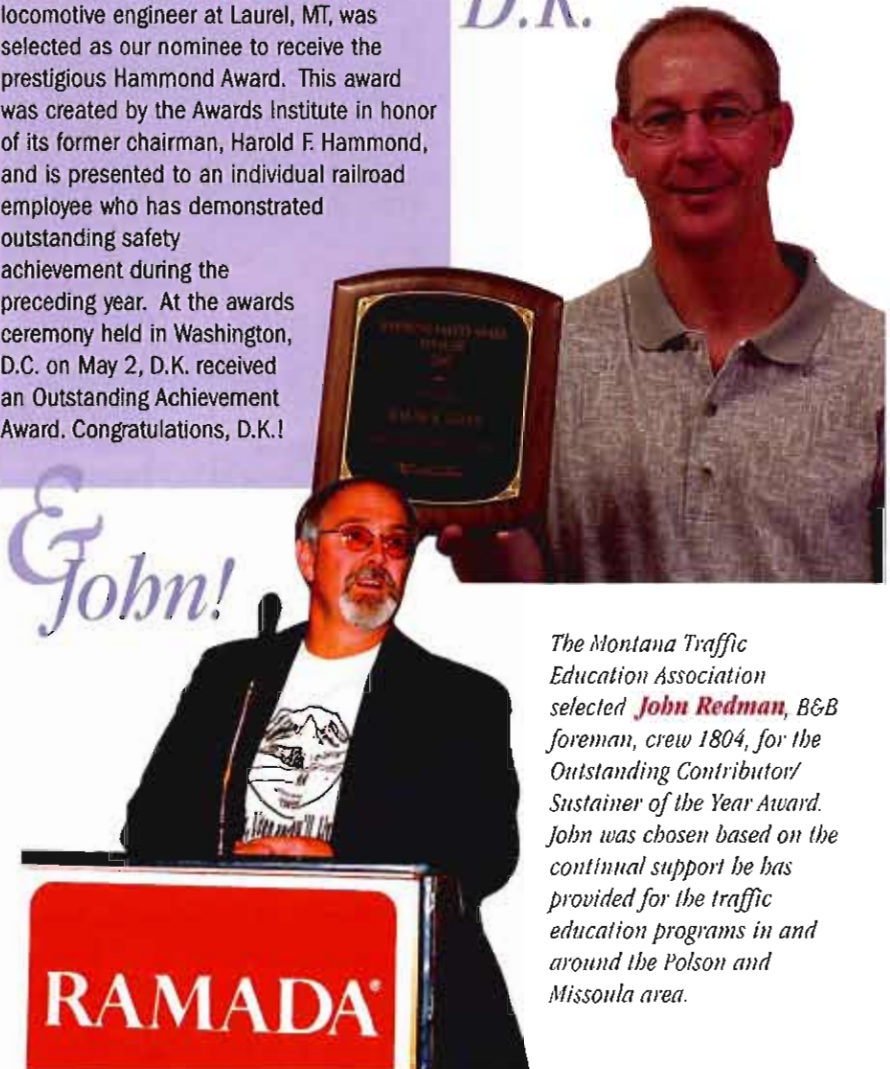 D.K.
locomotive engineer at Laurel, MT, was
selected as our nominee to receive the
prestigious Hammond Award. This award
was created by the Awards Institute in honor
of its former chairman, Harold F. Hammond,
and is presented to an individual railroad
employee who has demonstrated
outstanding safety
achievement during the
preceding year. At the awards
ceremony held in Washington,
D.C. on May 2, D.K. received
an Outstanding Achievement
Award. Congratulations, D.K.!
& John!
The Montana Traffic
Education Association
selected John Redman, B&B
foreman, crew 1804, for the
Outstanding Contributor/
Sustainer of the Year Award.
John was chosen based on the
continual support he has
provided for the traffic
education programs in and
around the Polson and
Missoula area.
RAMADA®